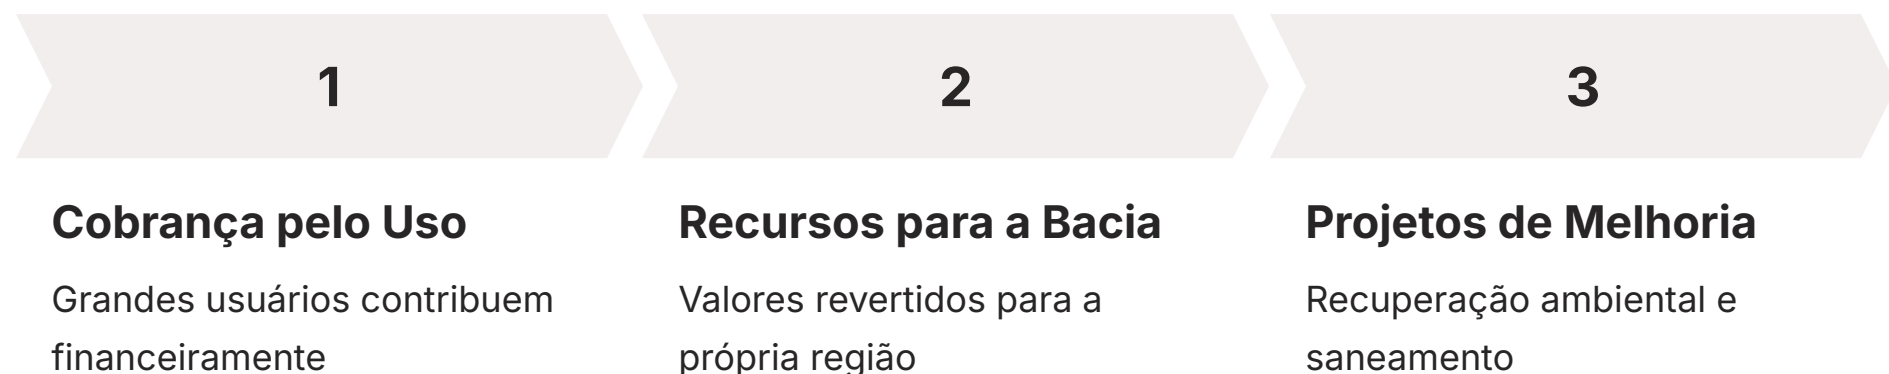 1
2
3
Cobrança pelo Uso
Grandes usuários contribuem
financeiramente
Recursos para a Bacia
Valores revertidos para a
própria região
Projetos de Melhoria
Recuperação ambiental e
saneamento